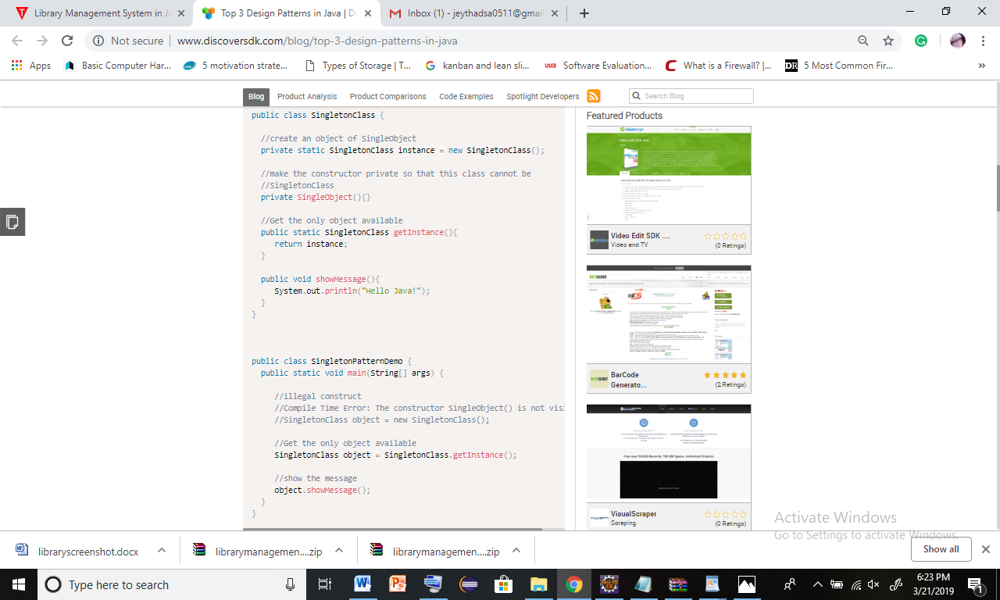 Library Management System in Ja
Top 3 Design Patterns in Java | Di
Inbox (1) - jeythadsa0511@gmail
Not secure
www.discoversdk.com/blog/top-3-design-patterns-in-java
Apps
Basic Computer Har...
5 motivation strate...
Types of Storage | T...
kanban and lean sli...
Software Evaluation...
What is a Firewall? |...
5 Most Common Fir...
»
Blog
Product Analysis
Product Comparisons
Code Examples
Spotlight Developers
Search Blog
public class SingletonClass {
//create an object of SingleObject
private static SingletonClass instance = new SingletonClass();
//make the constructor private so that this class cannot be
//SingletonClass
private SingleObject(){}
//Get the only object available
public static SingletonClass getInstance(){
return instance;
}
public void showMessage(){
System.out.println("Hello Java!");
}
}
public class SingletonPatternDemo {
public static void main(String[] args) {
//illegal construct
//Compile Time Error: The constructor SingleObject() is not visi
//SingletonClass object = new SingletonClass();
//Get the only object available
SingletonClass object = SingletonClass.getInstance();
//show the message
object.showMessage();
}
}
Featured Products
Video Edit SDK .Net
Video Edit SDK ....
Video and TV
(0 Ratings)
BYTESCOUT
BarCode
Generato...
(2 Ratings)
Free over 50,000 Records, 100 MB Space, Unlimited Projects
VisualScraper
Scraping
(0 Ratings)
Activate Windows
Go to Settings to activate Windows.
libraryscreenshot.docx
librarymanagemen....zip
librarymanagemen....zip
Show all
Type here to search
6:23 PM
3/21/2019
1